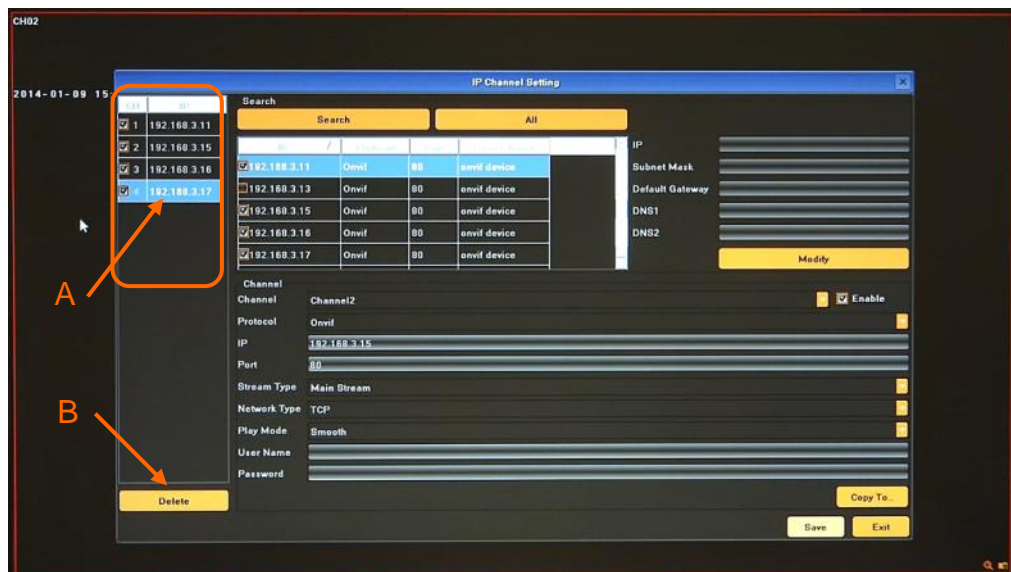 CH02
2014-01-09 15:
IP Channel Setting
CH IP
1 192.168.3.11
2 192.168.3.15
3 192.168.3.16
4 192.168.3.17
A
B
Delete
Search
Search All
IP / Port
192.168.3.11 Onvif 80 onvif device
192.168.3.13 Onvif 80 onvif device
192.168.3.15 Onvif 80 onvif device
192.168.3.16 Onvif 80 onvif device
192.168.3.17 Onvif 80 onvif device
IP
Subnet Mask
Default Gateway
DNS1
DNS2
Modify
Channel
Channel Channel2 Enable
Protocol Onvif
IP 192.168.3.15
Port 80
Stream Type Main Stream
Network Type TCP
Play Mode Smooth
User Name
Password
Copy To...
Save Exit